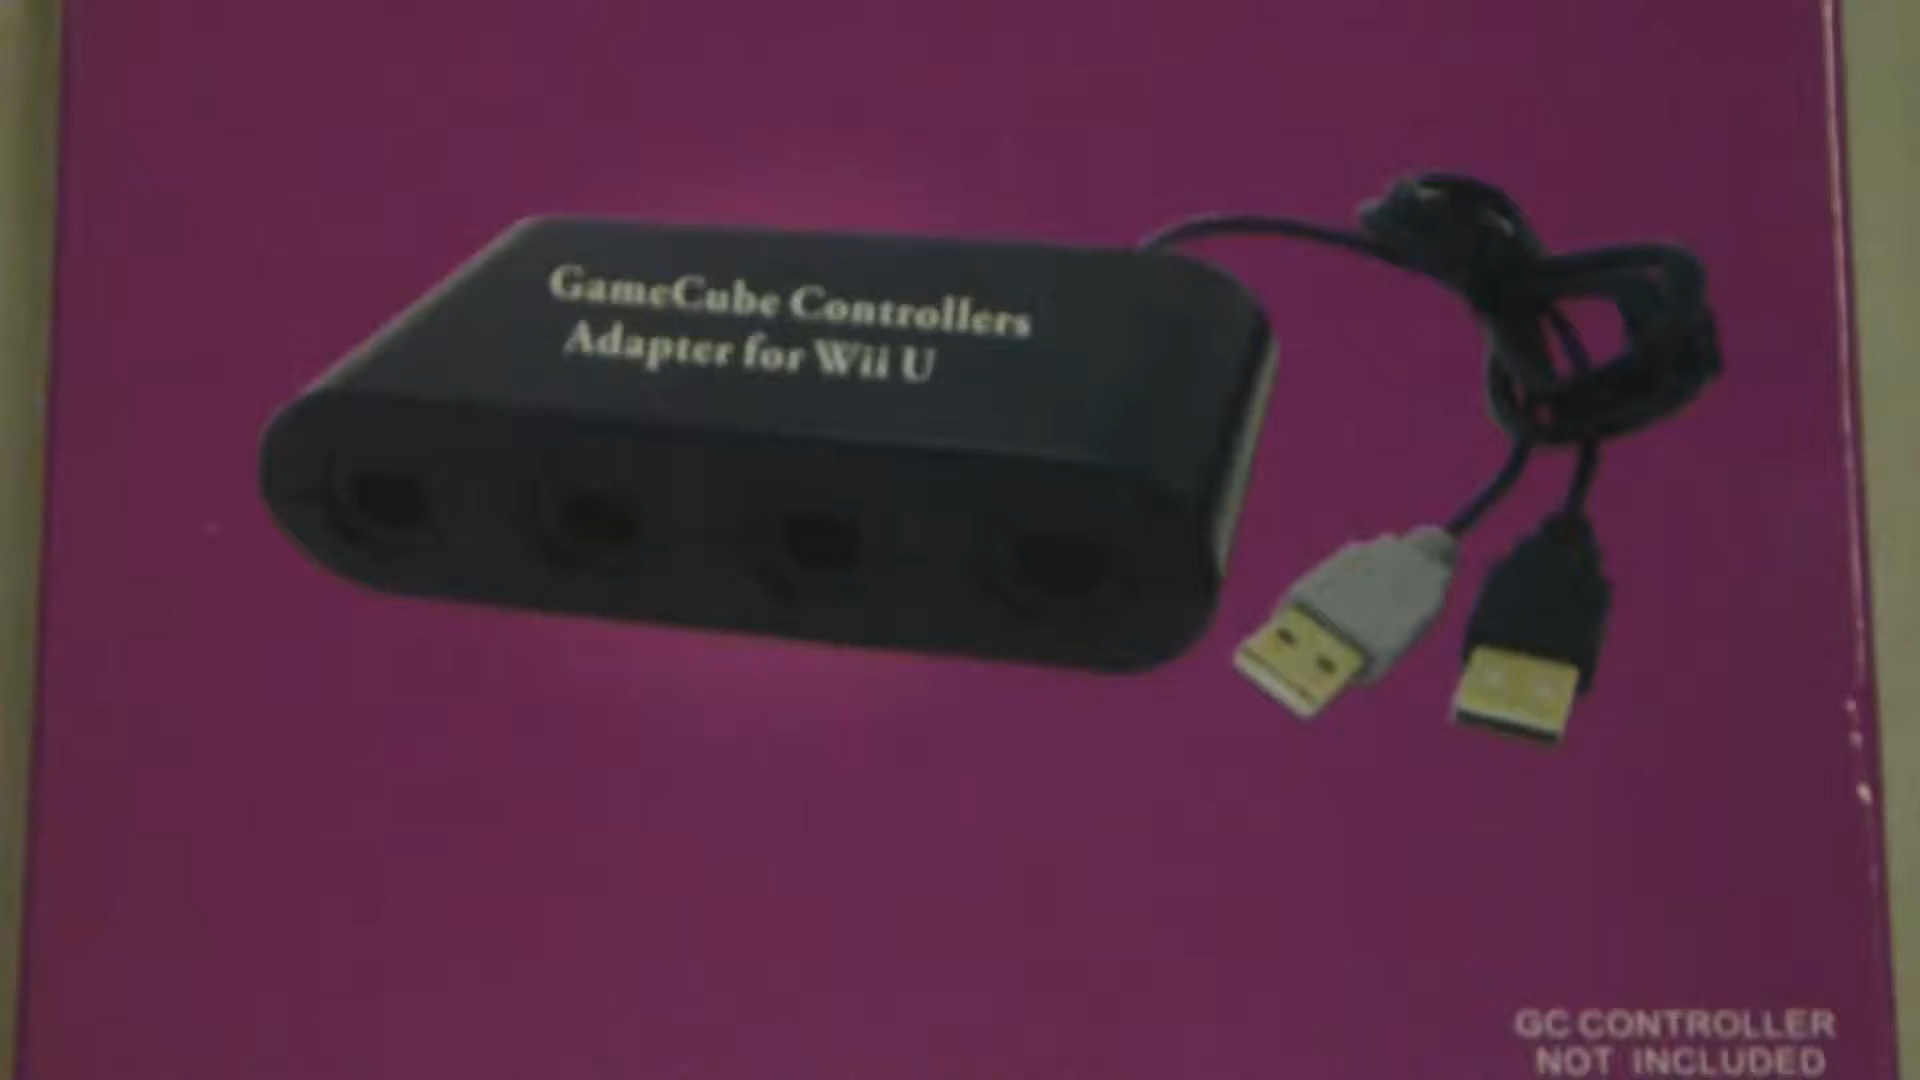 GameCube Controllers
Adapter for Wii U
GC CONTROLLER
NOT INCLUDED